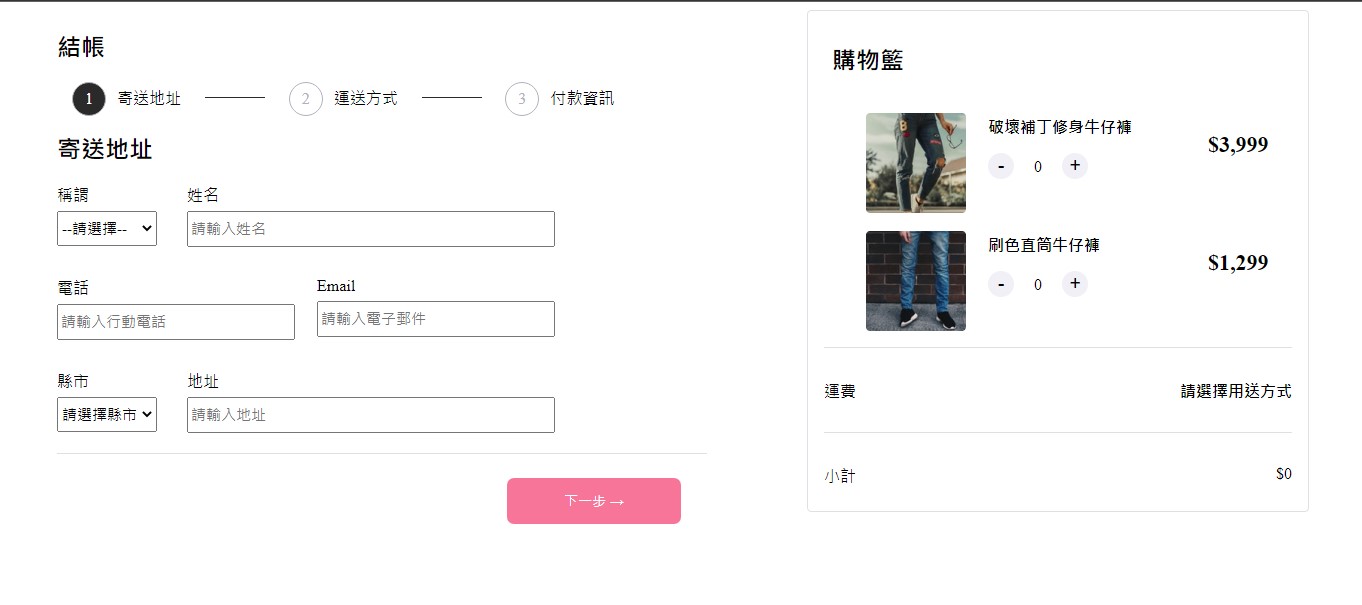 結帳
1 寄送地址 2 運送方式 3 付款資訊
寄送地址
稱謂 姓名
--請選擇-- 請輸入姓名
電話 Email
請輸入行動電話 請輸入電子郵件
縣市 地址
請選擇縣市 請輸入地址
下一步 →
購物籃
破壞補丁修身牛仔褲
- 0 +
$3,999
刷色直筒牛仔褲
- 0 +
$1,299
運費 請選擇用送方式
小計 $0